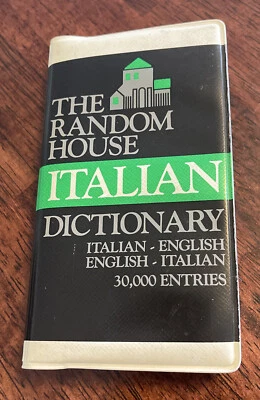 THE
RANDOM
HOUSE
ITALIAN
DICTIONARY
ITALIAN - ENGLISH
ENGLISH - ITALIAN
30,000 ENTRIES